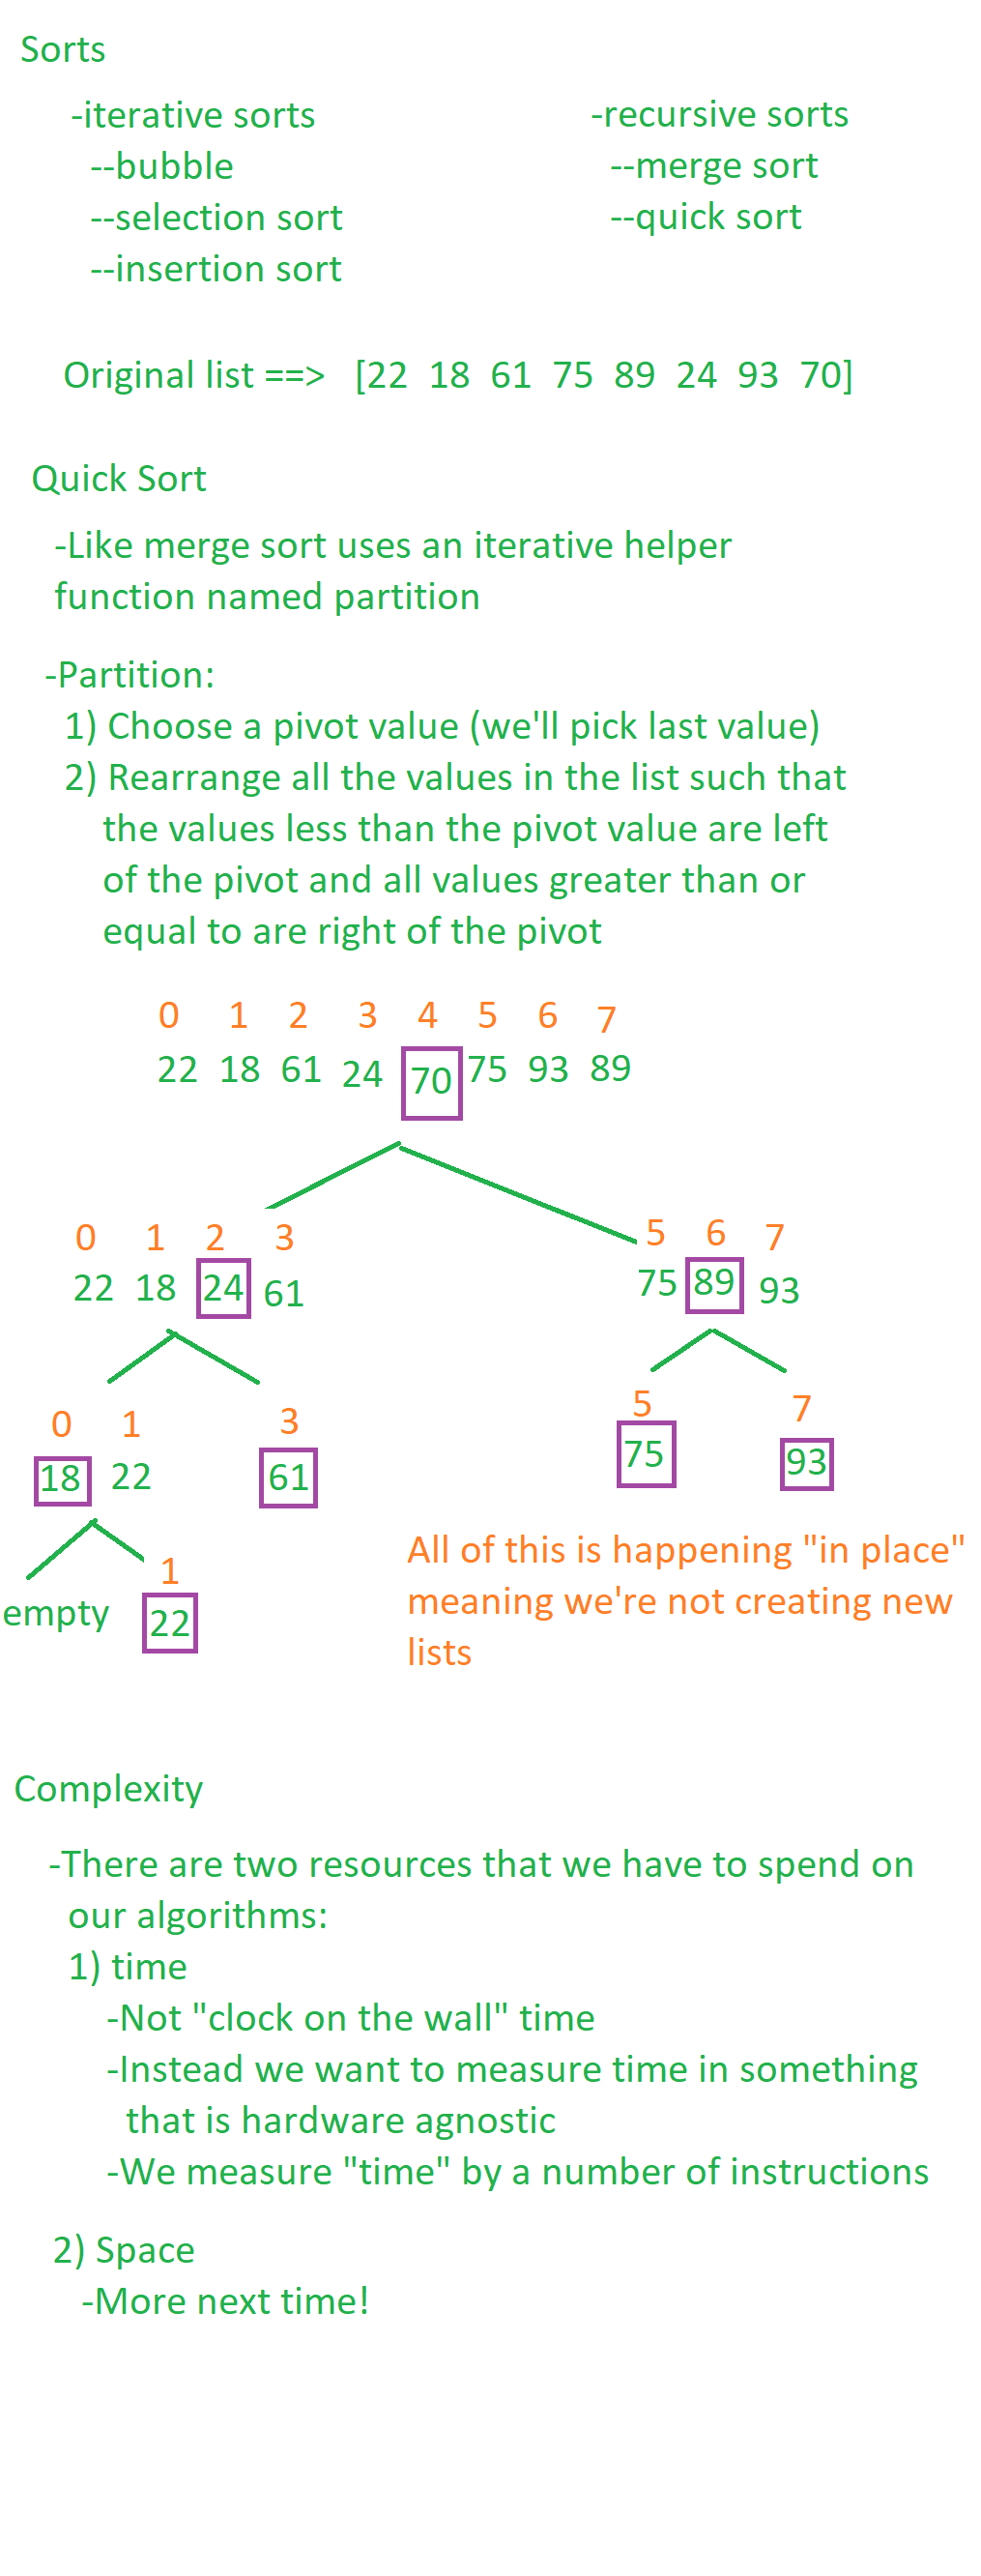 Sorts
-iterative sorts
--bubble
--selection sort
--insertion sort
-recursive sorts
--merge sort
--quick sort
Original list ==> [22 18 61 75 89 24 93 70]
Quick Sort
-Like merge sort uses an iterative helper
function named partition
-Partition:
1) Choose a pivot value (we'll pick last value)
2) Rearrange all the values in the list such that
the values less than the pivot value are left
of the pivot and all values greater than or
equal to are right of the pivot
0 1 2 3 4 5 6 7
22 18 61 24 70 75 93 89
0 1 2 3
22 18 24 61
5 6 7
75 89 93
0 1
18 22
3
61
5
75
7
93
empty
1
22
All of this is happening "in place"
meaning we're not creating new
lists
Complexity
-There are two resources that we have to spend on
our algorithms:
1) time
-Not "clock on the wall" time
-Instead we want to measure time in something
that is hardware agnostic
-We measure "time" by a number of instructions
2) Space
-More next time!